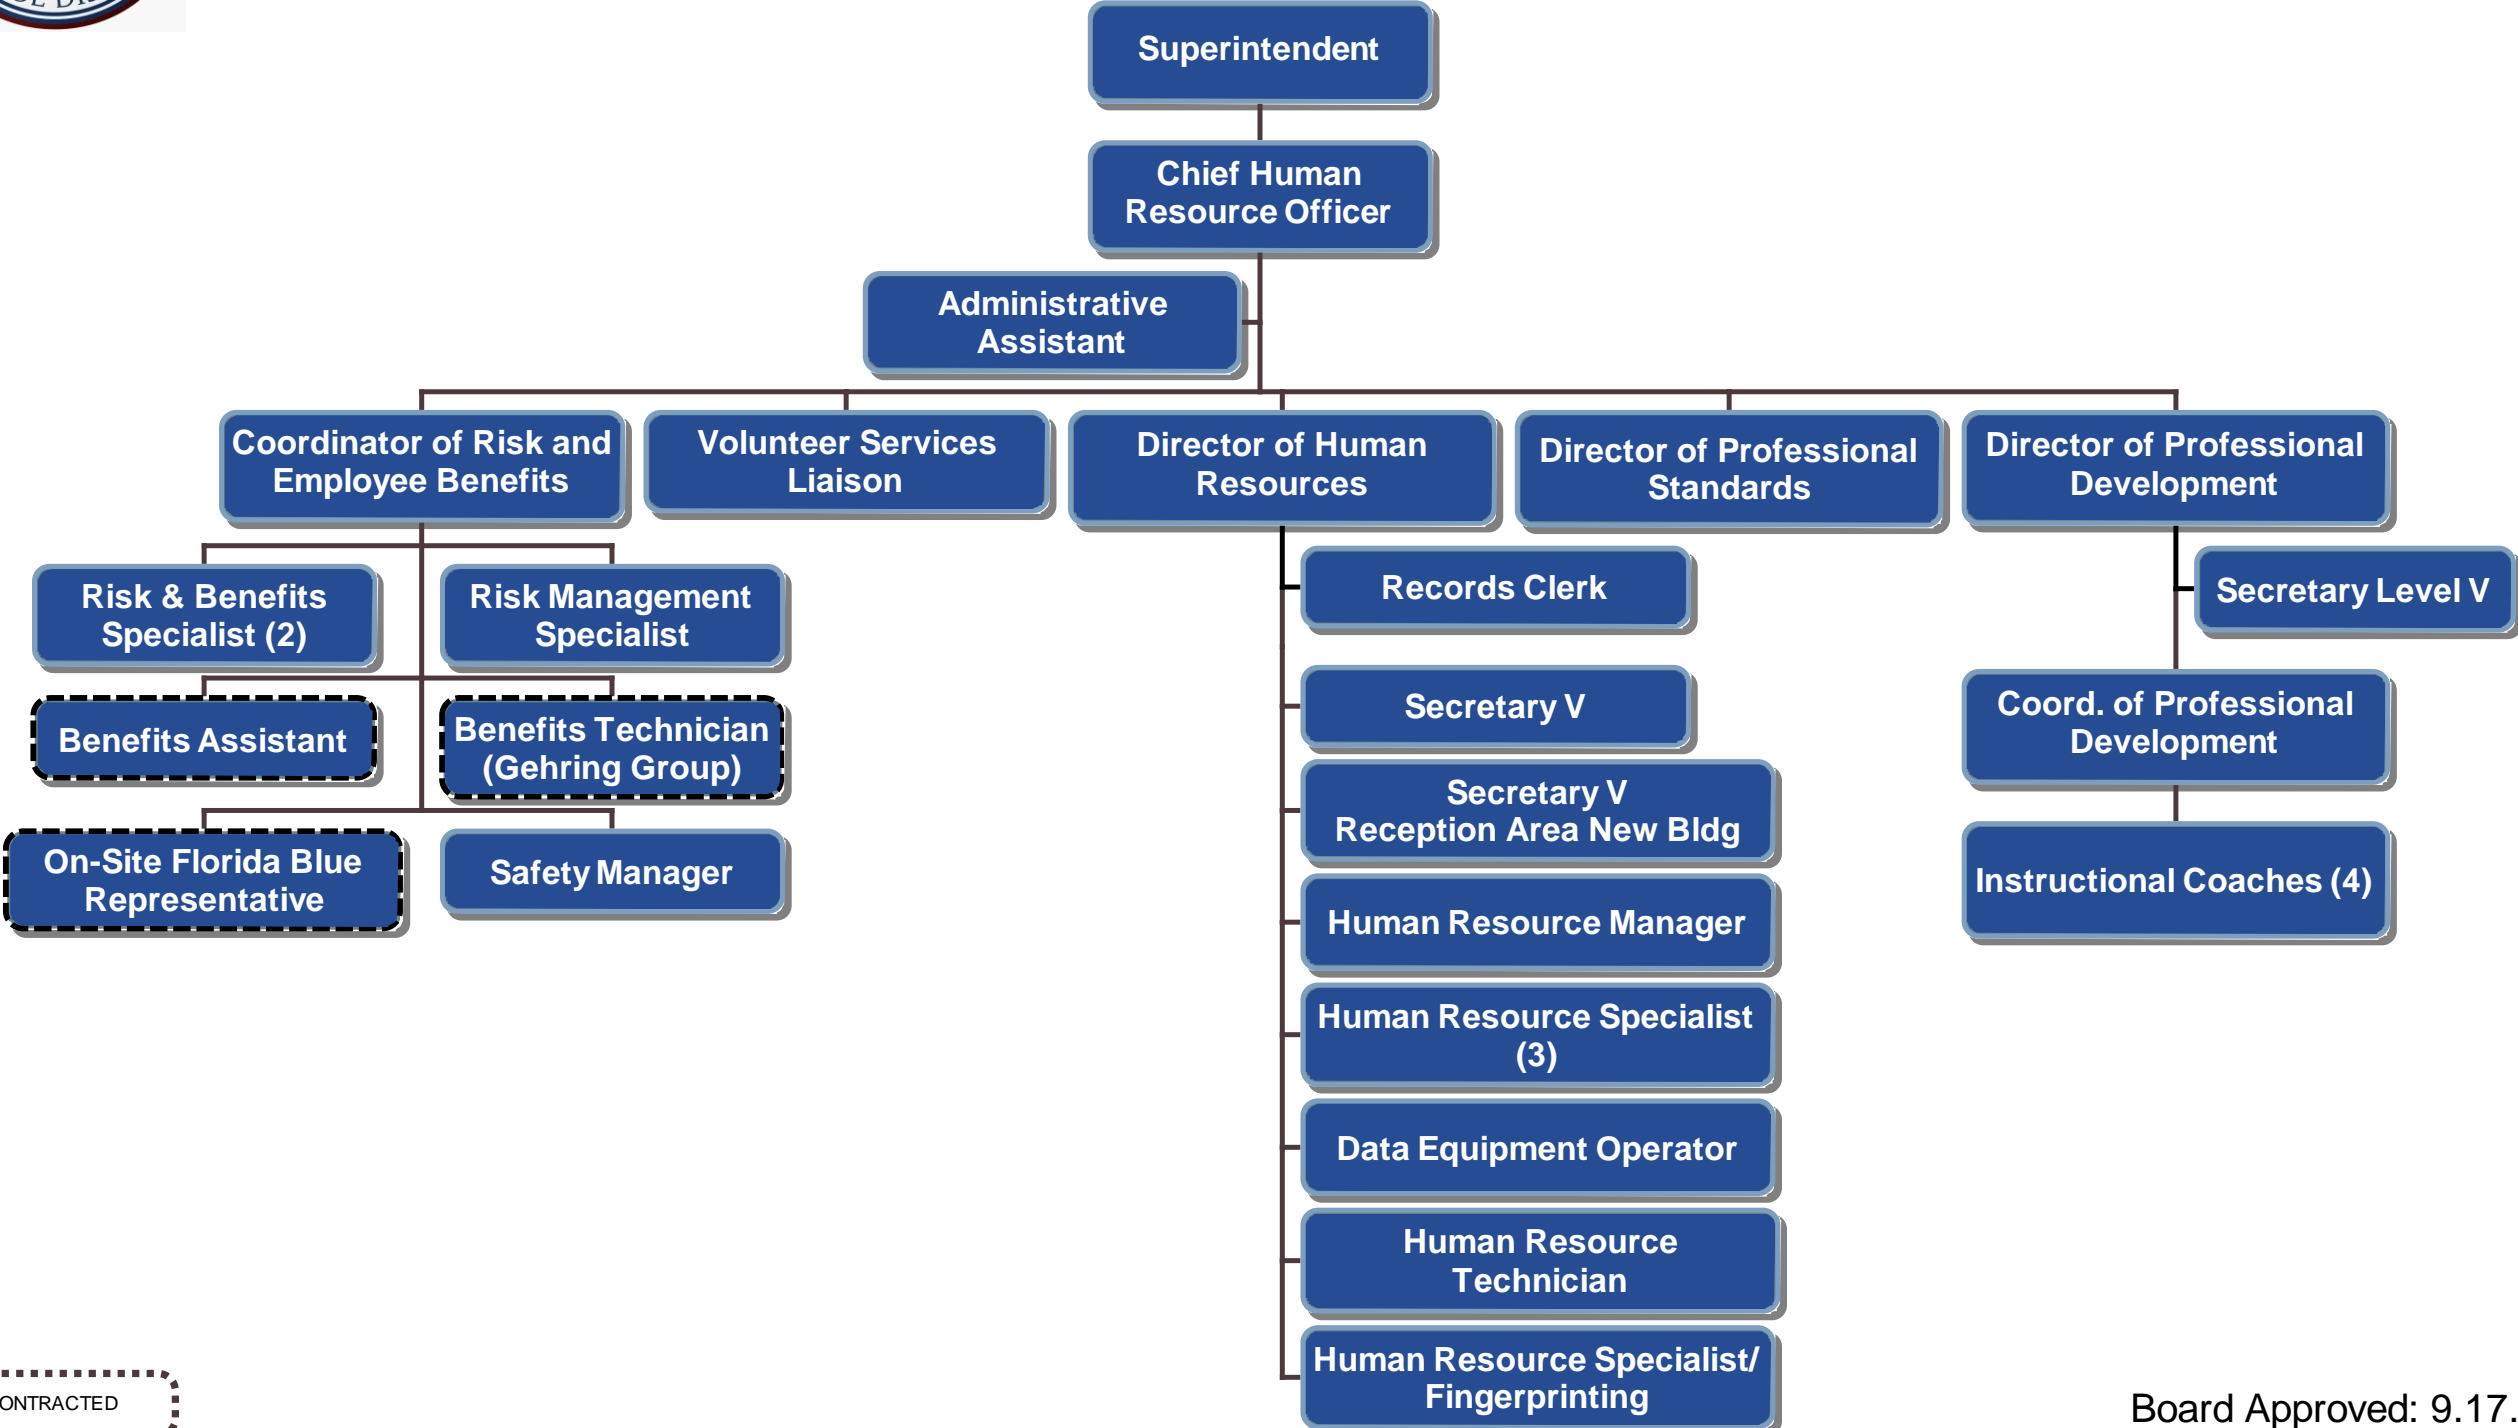 Superintendent
Chief Human
Resource Officer
Administrative
Assistant
Coordinator of Risk and
Employee Benefits
Volunteer Services
Liaison
Director of Human
Resources
Director of Professional
Standards
Director of Professional
Development
Risk & Benefits
Specialist (2)
Risk Management
Specialist
Benefits Assistant
Benefits Technician
(Gehring Group)
On-Site Florida Blue
Representative
Safety Manager
Records Clerk
Secretary V
Secretary V
Reception Area New Bldg
Human Resource Manager
Human Resource Specialist
(3)
Data Equipment Operator
Human Resource
Technician
Human Resource Specialist/
Fingerprinting
Secretary Level V
Coord. of Professional
Development
Instructional Coaches (4)
ONTRACTED
Board Approved: 9.17.